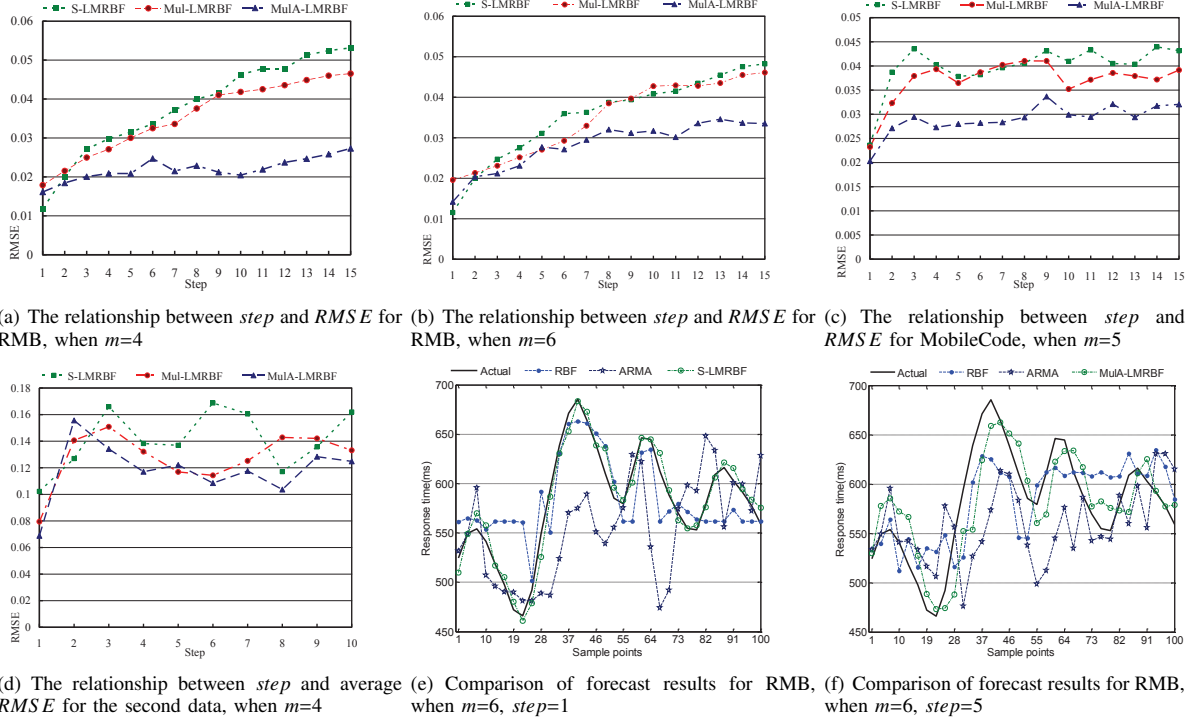 S-LMRBF Mul-LMRBF MulA-LMRBF
0.06
0.05
0.04
0.03
0.02
0.01
0
RMSE
1 2 3 4 5 6 7 8 9 10 11 12 13 14 15
Step
(a) The relationship between step and RMSE for
RMB, when m=4
S-LMRBF Mul-LMRBF MulA-LMRBF
0.06
0.05
0.04
0.03
0.02
0.01
0
RMSE
1 2 3 4 5 6 7 8 9 10 11 12 13 14 15
Step
(b) The relationship between step and RMSE for
RMB, when m=6
S-LMRBF Mul-LMRBF MulA-LMRBF
0.05
0.045
0.04
0.035
0.03
0.025
0.02
0.015
0.01
0.005
0
RMSE
1 2 3 4 5 6 7 8 9 10 11 12 13 14 15
Step
(c) The relationship between step and
RMSE for MobileCode, when m=5
S-LMRBF Mul-LMRBF MulA-LMRBF
0.18
0.16
0.14
0.12
0.1
0.08
0.06
0.04
0.02
0
RMSE
1 2 3 4 5 6 7 8 9 10
Step
(d) The relationship between step and average
RMSE for the second data, when m=4
Actual RBF ARMA S-LMRBF
700
650
600
550
500
450
Response time(ms)
1 10 19 28 37 46 55 64 73 82 91 100
Sample points
(e) Comparison of forecast results for RMB,
when m=6, step=1
Actual RBF ARMA MulA-LMRBF
700
650
600
550
500
450
Response time(ms)
1 10 19 28 37 46 55 64 73 82 91 100
Sample points
(f) Comparison of forecast results for RMB,
when m=6, step=5